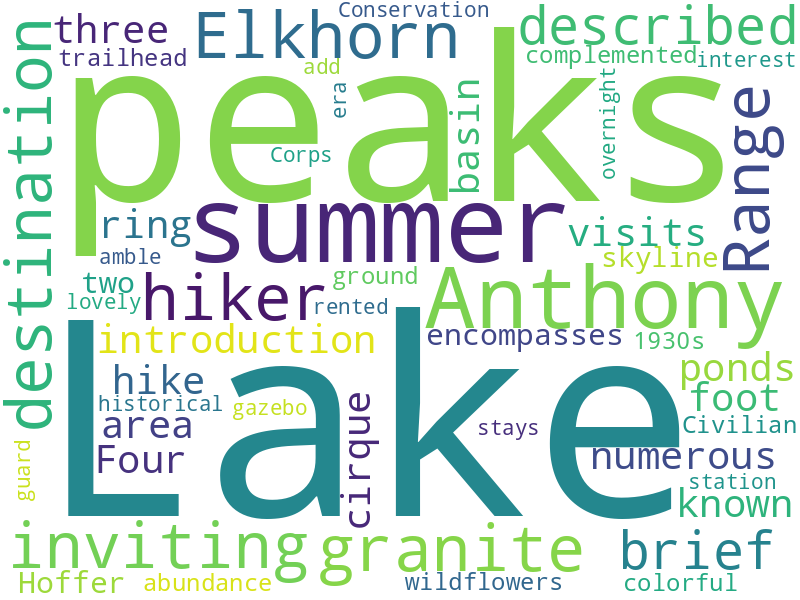 Conservation
three
Elkhorn
described
trailhead
add
complemented
interest
peaks
era
overnight
basin
destination
Corps
Range
summer
ring
visits
amble
skyline
two
hiker
ground
Anthony
lovely
rented
introduction
encompasses
1930s
Lake
ponds
hike
foot
historical
gazebo
cirque
area
stays
Civilian
Four
numerous
guard
station
known
inviting
granite
brief
Hoffer
abundance
wildflowers
colorful